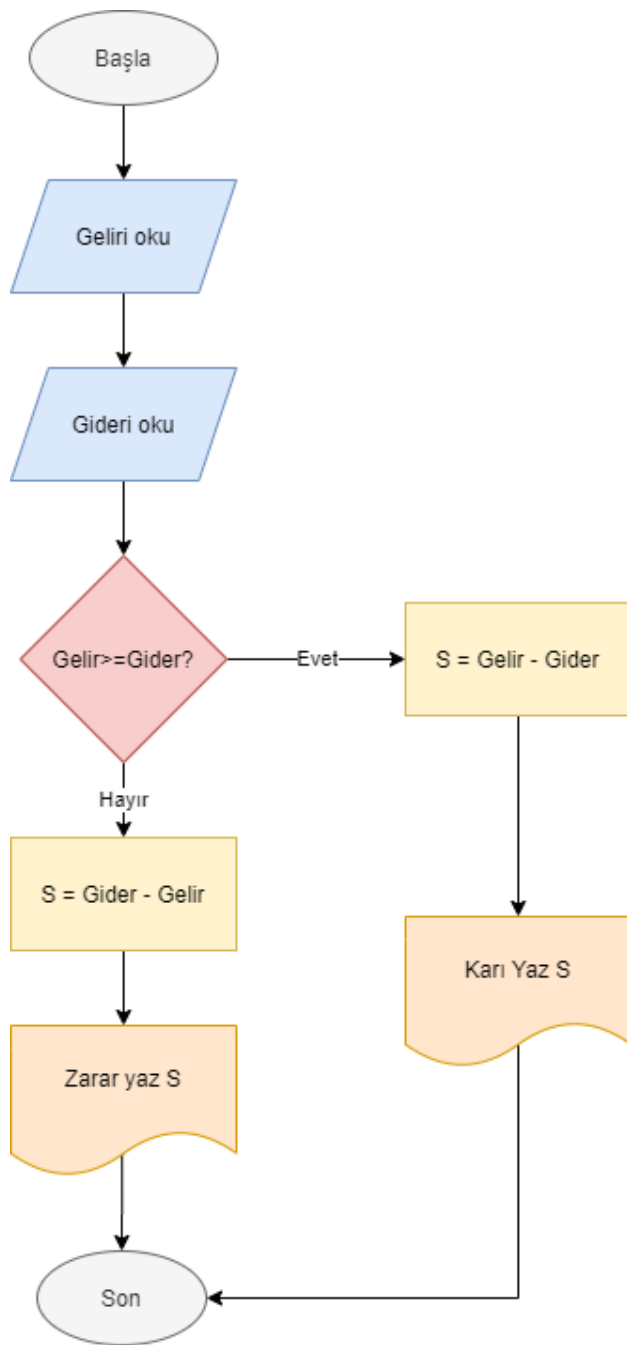 Başla
Geliri oku
Gideri oku
Gelir>=Gider?
Evet
S = Gelir - Gider
Hayır
S = Gider - Gelir
Karı Yaz S
Zarar yaz S
Son